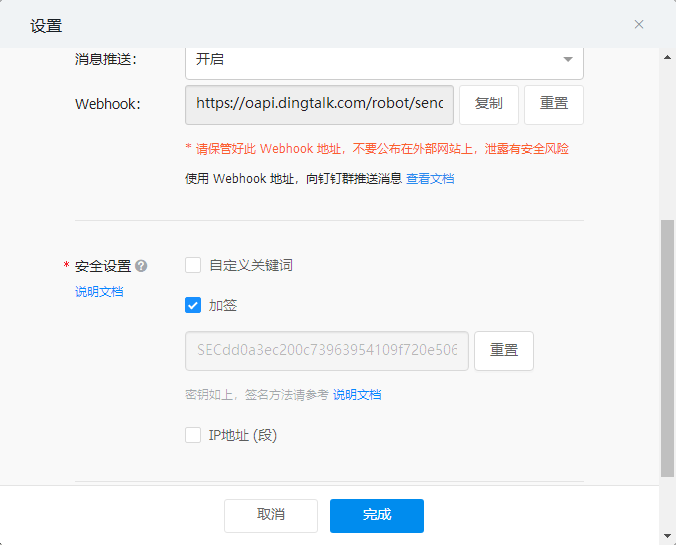 设置
消息推送:
开启
Webhook:
https://oapi.dingtalk.com/robot/send
复制
重置
* 请保管好此 Webhook 地址，不要公布在外部网站上，泄露有安全风险
使用 Webhook 地址，向钉钉群推送消息 查看文档
* 安全设置 ?
说明文档
自定义关键词
加签
SECdd0a3ec200c73963954109f720e506
重置
密钥如上，签名方法请参考 说明文档
IP地址 (段)
取消
完成